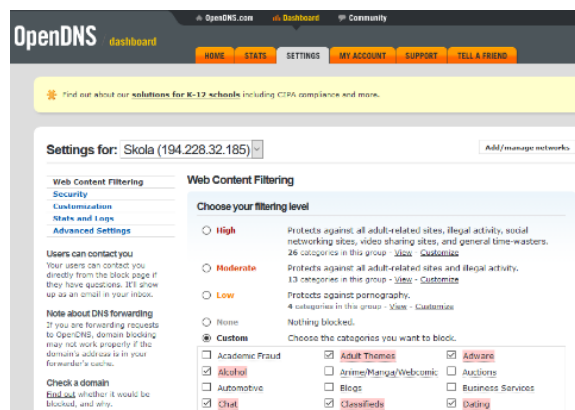 OpenDNS.com Dashboard Community
OpenDNS dashboard
HOME STATS SETTINGS MY ACCOUNT SUPPORT TELL A FRIEND
Find out about our solutions for K-12 schools including CIPA compliance and more.
Settings for: Skola (194.228.32.185)
Add/manage networks
Web Content Filtering
Security
Customization
Stats and Logs
Advanced Settings
Users can contact you
Your users can contact you
directly from the block page if
they have questions. It'll show
up as an email in your inbox.
Note about DNS forwarding
If you are forwarding requests
to OpenDNS, domain blocking
may not work properly if the
domain's address is in your
forwarder's cache.
Check a domain
Find out whether it would be
blocked, and why.
Web Content Filtering
Choose your filtering level
High Protects against all adult-related sites, illegal activity, social
networking sites, video sharing sites, and general time-wasters.
26 categories in this group - View - Customize
Moderate Protects against all adult-related sites and illegal activity.
13 categories in this group - View - Customize
Low Protects against pornography.
4 categories in this group - View - Customize
None Nothing blocked.
Custom Choose the categories you want to block.
Academic Fraud Adult Themes Adware
Alcohol Anime/Manga/Webcomic Auctions
Automotive Blogs Business Services
Chat Classifieds Dating